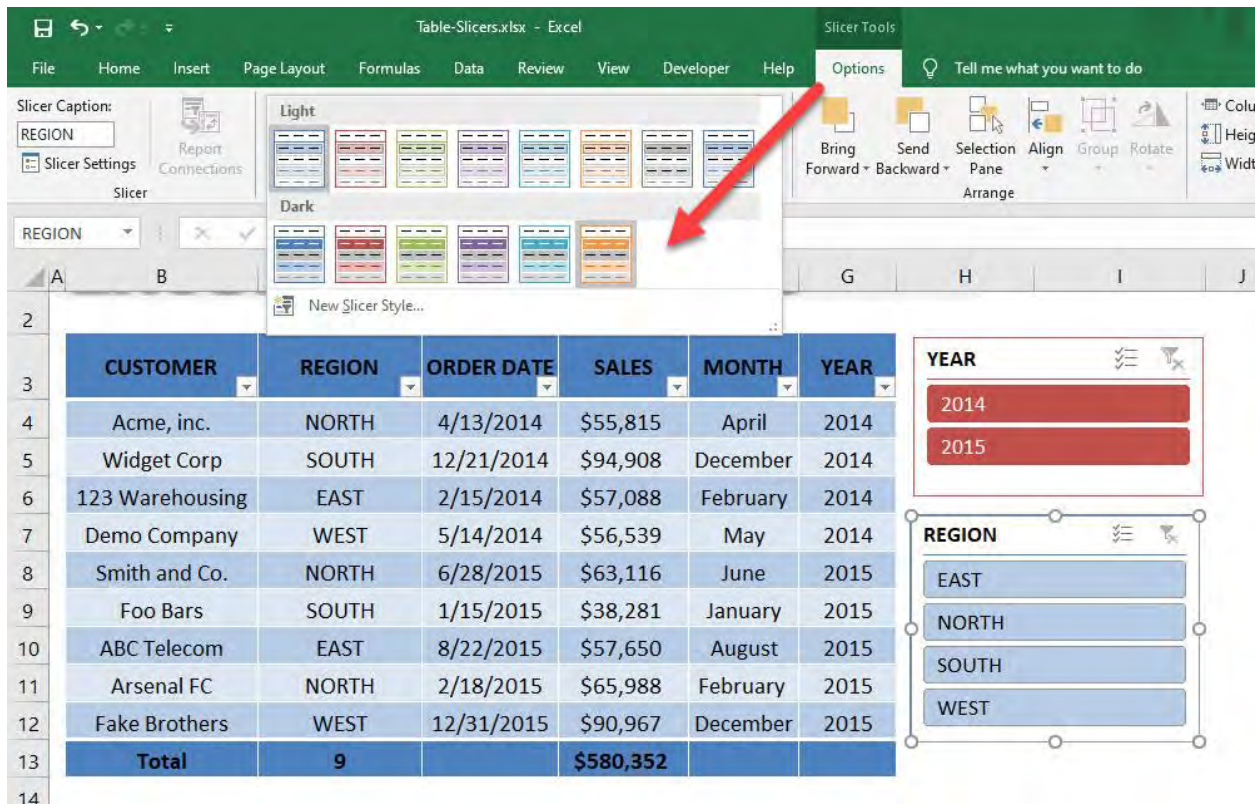 Table-Slicers.xlsx - Excel
Slicer Tools
File Home Insert Page Layout Formulas Data Review View Developer Help Options Tell me what you want to do
Slicer Caption:
REGION
Slicer Settings
Report
Connections
Slicer
Light
Dark
New Slicer Style...
Bring
Forward
Send
Backward
Selection
Pane
Align
Group
Rotate
Arrange
Colu
Heig
Widt
REGION
A B G H I J
2
3 CUSTOMER REGION ORDER DATE SALES MONTH YEAR
4 Acme, inc. NORTH 4/13/2014 $55,815 April 2014
5 Widget Corp SOUTH 12/21/2014 $94,908 December 2014
6 123 Warehousing EAST 2/15/2014 $57,088 February 2014
7 Demo Company WEST 5/14/2014 $56,539 May 2014
8 Smith and Co. NORTH 6/28/2015 $63,116 June 2015
9 Foo Bars SOUTH 1/15/2015 $38,281 January 2015
10 ABC Telecom EAST 8/22/2015 $57,650 August 2015
11 Arsenal FC NORTH 2/18/2015 $65,988 February 2015
12 Fake Brothers WEST 12/31/2015 $90,967 December 2015
13 Total 9 $580,352
14
YEAR
2014
2015
REGION
EAST
NORTH
SOUTH
WEST